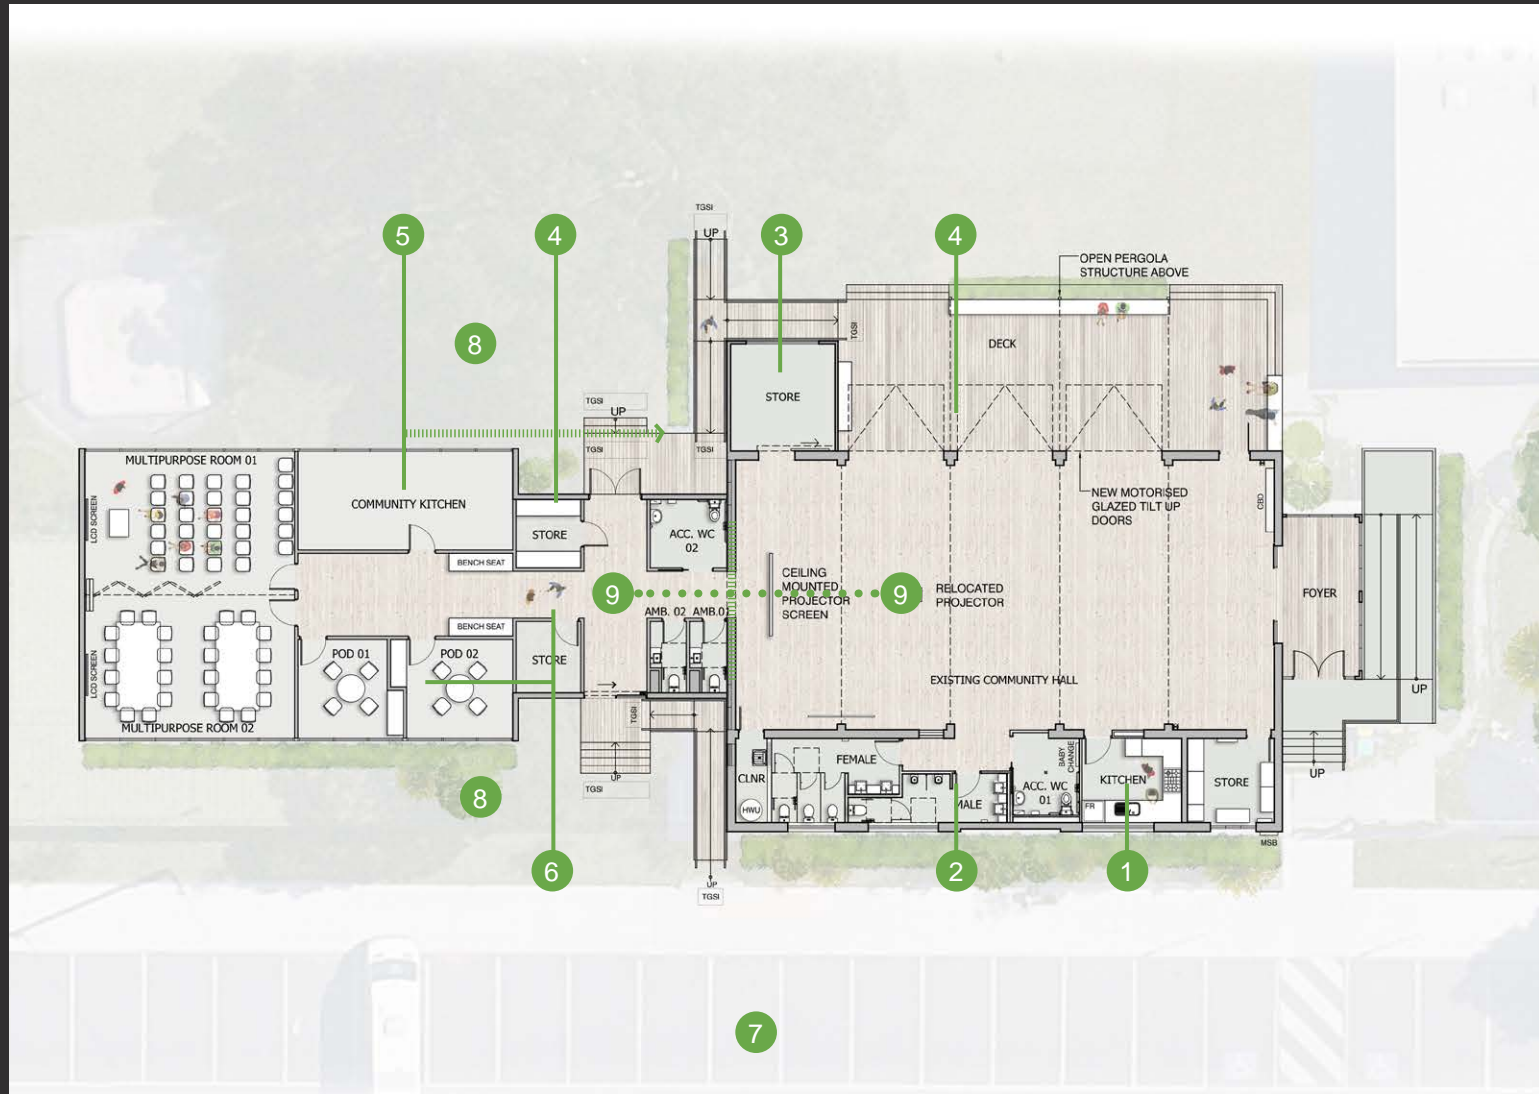 TGSI
UP
5
4
3
4
OPEN PERGOLA
STRUCTURE ABOVE
TGSI
8
DECK
TGSI
UP
STORE
TGSI
TGSI
MULTIPURPOSE ROOM 01
LCD SCREEN
COMMUNITY KITCHEN
STORE
ACC. WC
02
NEW MOTORISED
GLAZED TILT UP
DOORS
CBD
BENCH SEAT
CEILING
MOUNTED
PROJECTOR
SCREEN
9
9
RELOCATED
PROJECTOR
FOYER
AMB. 02
AMB.0
BENCH SEAT
LCD SCREEN
POD 01
POD 02
STORE
EXISTING COMMUNITY HALL
UP
MULTIPURPOSE ROOM 02
TGSI
FEMALE
BABY
CHANGE
CLNR
KITCHEN
STORE
UP
UP
TGSI
ACC. WC
01
MALE
FR
HWU
8
MSB
6
2
1
UP
TGSI
7